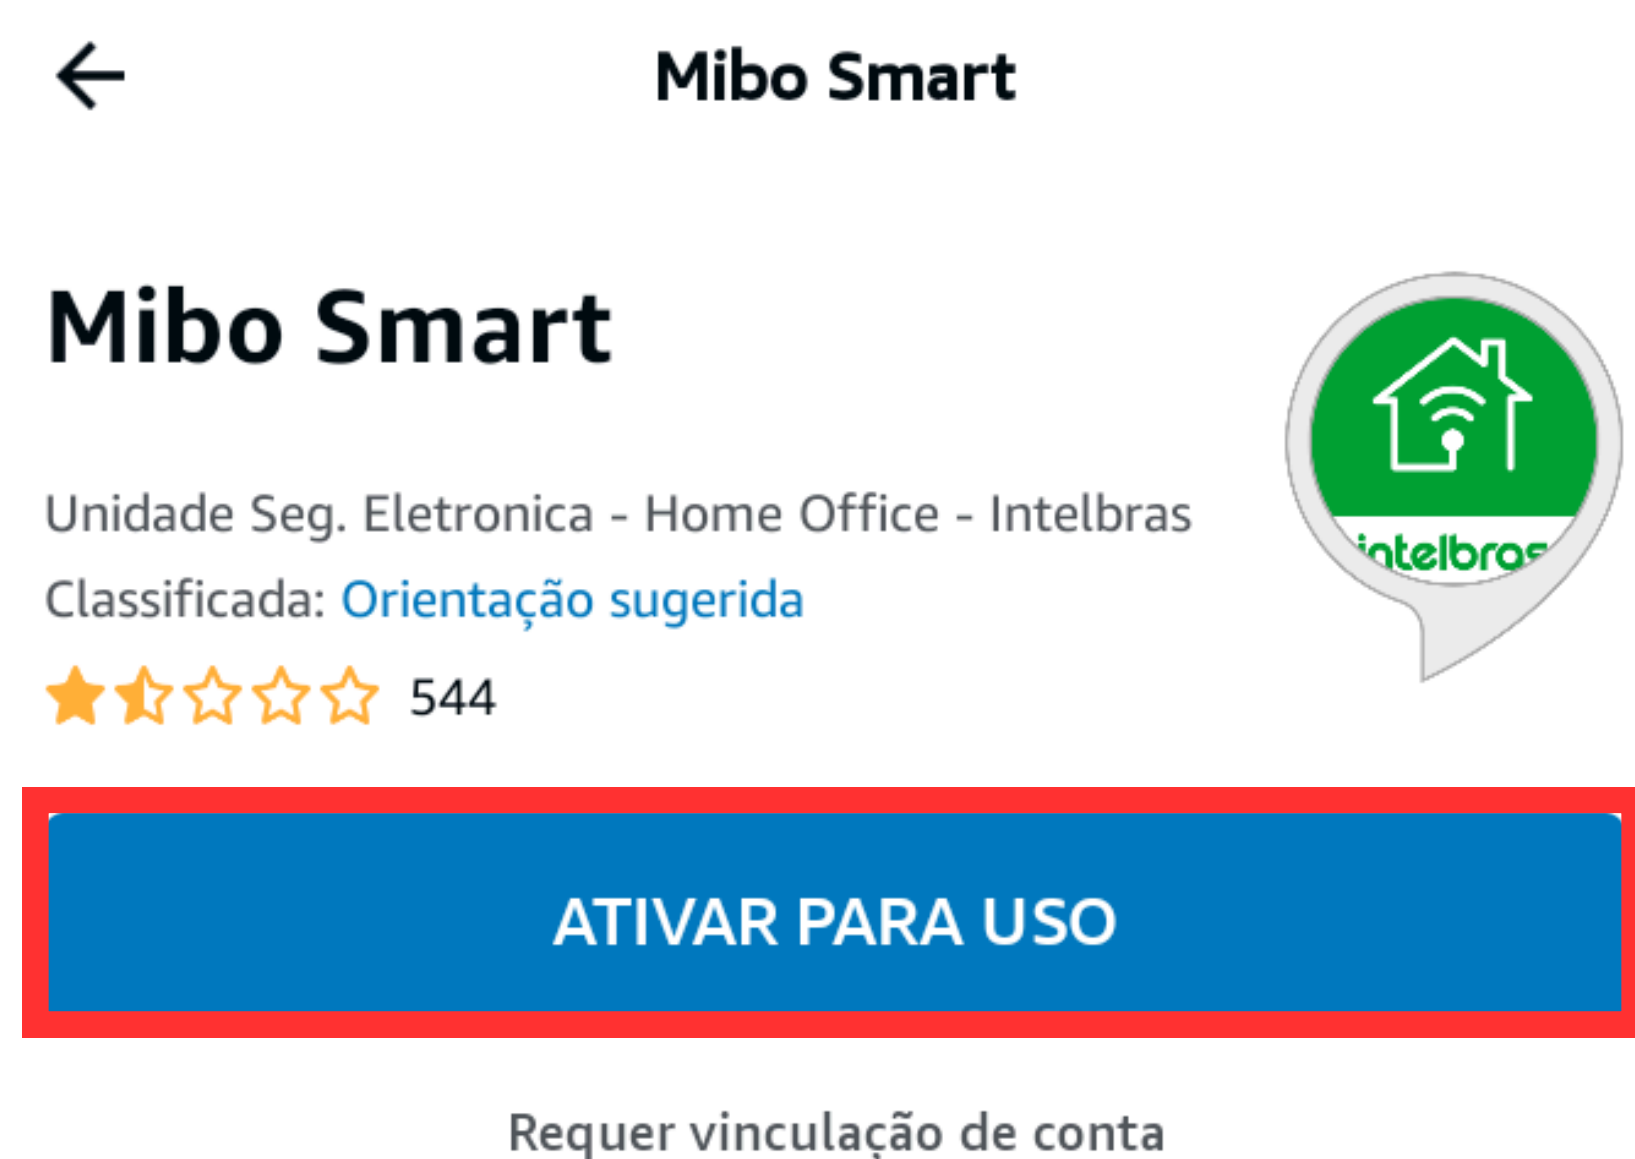 Mibo Smart
Mibo Smart
Unidade Seg. Eletronica - Home Office - Intelbras
Classificada: Orientação sugerida
544
intelbras
ATIVAR PARA USO
Requer vinculação de conta